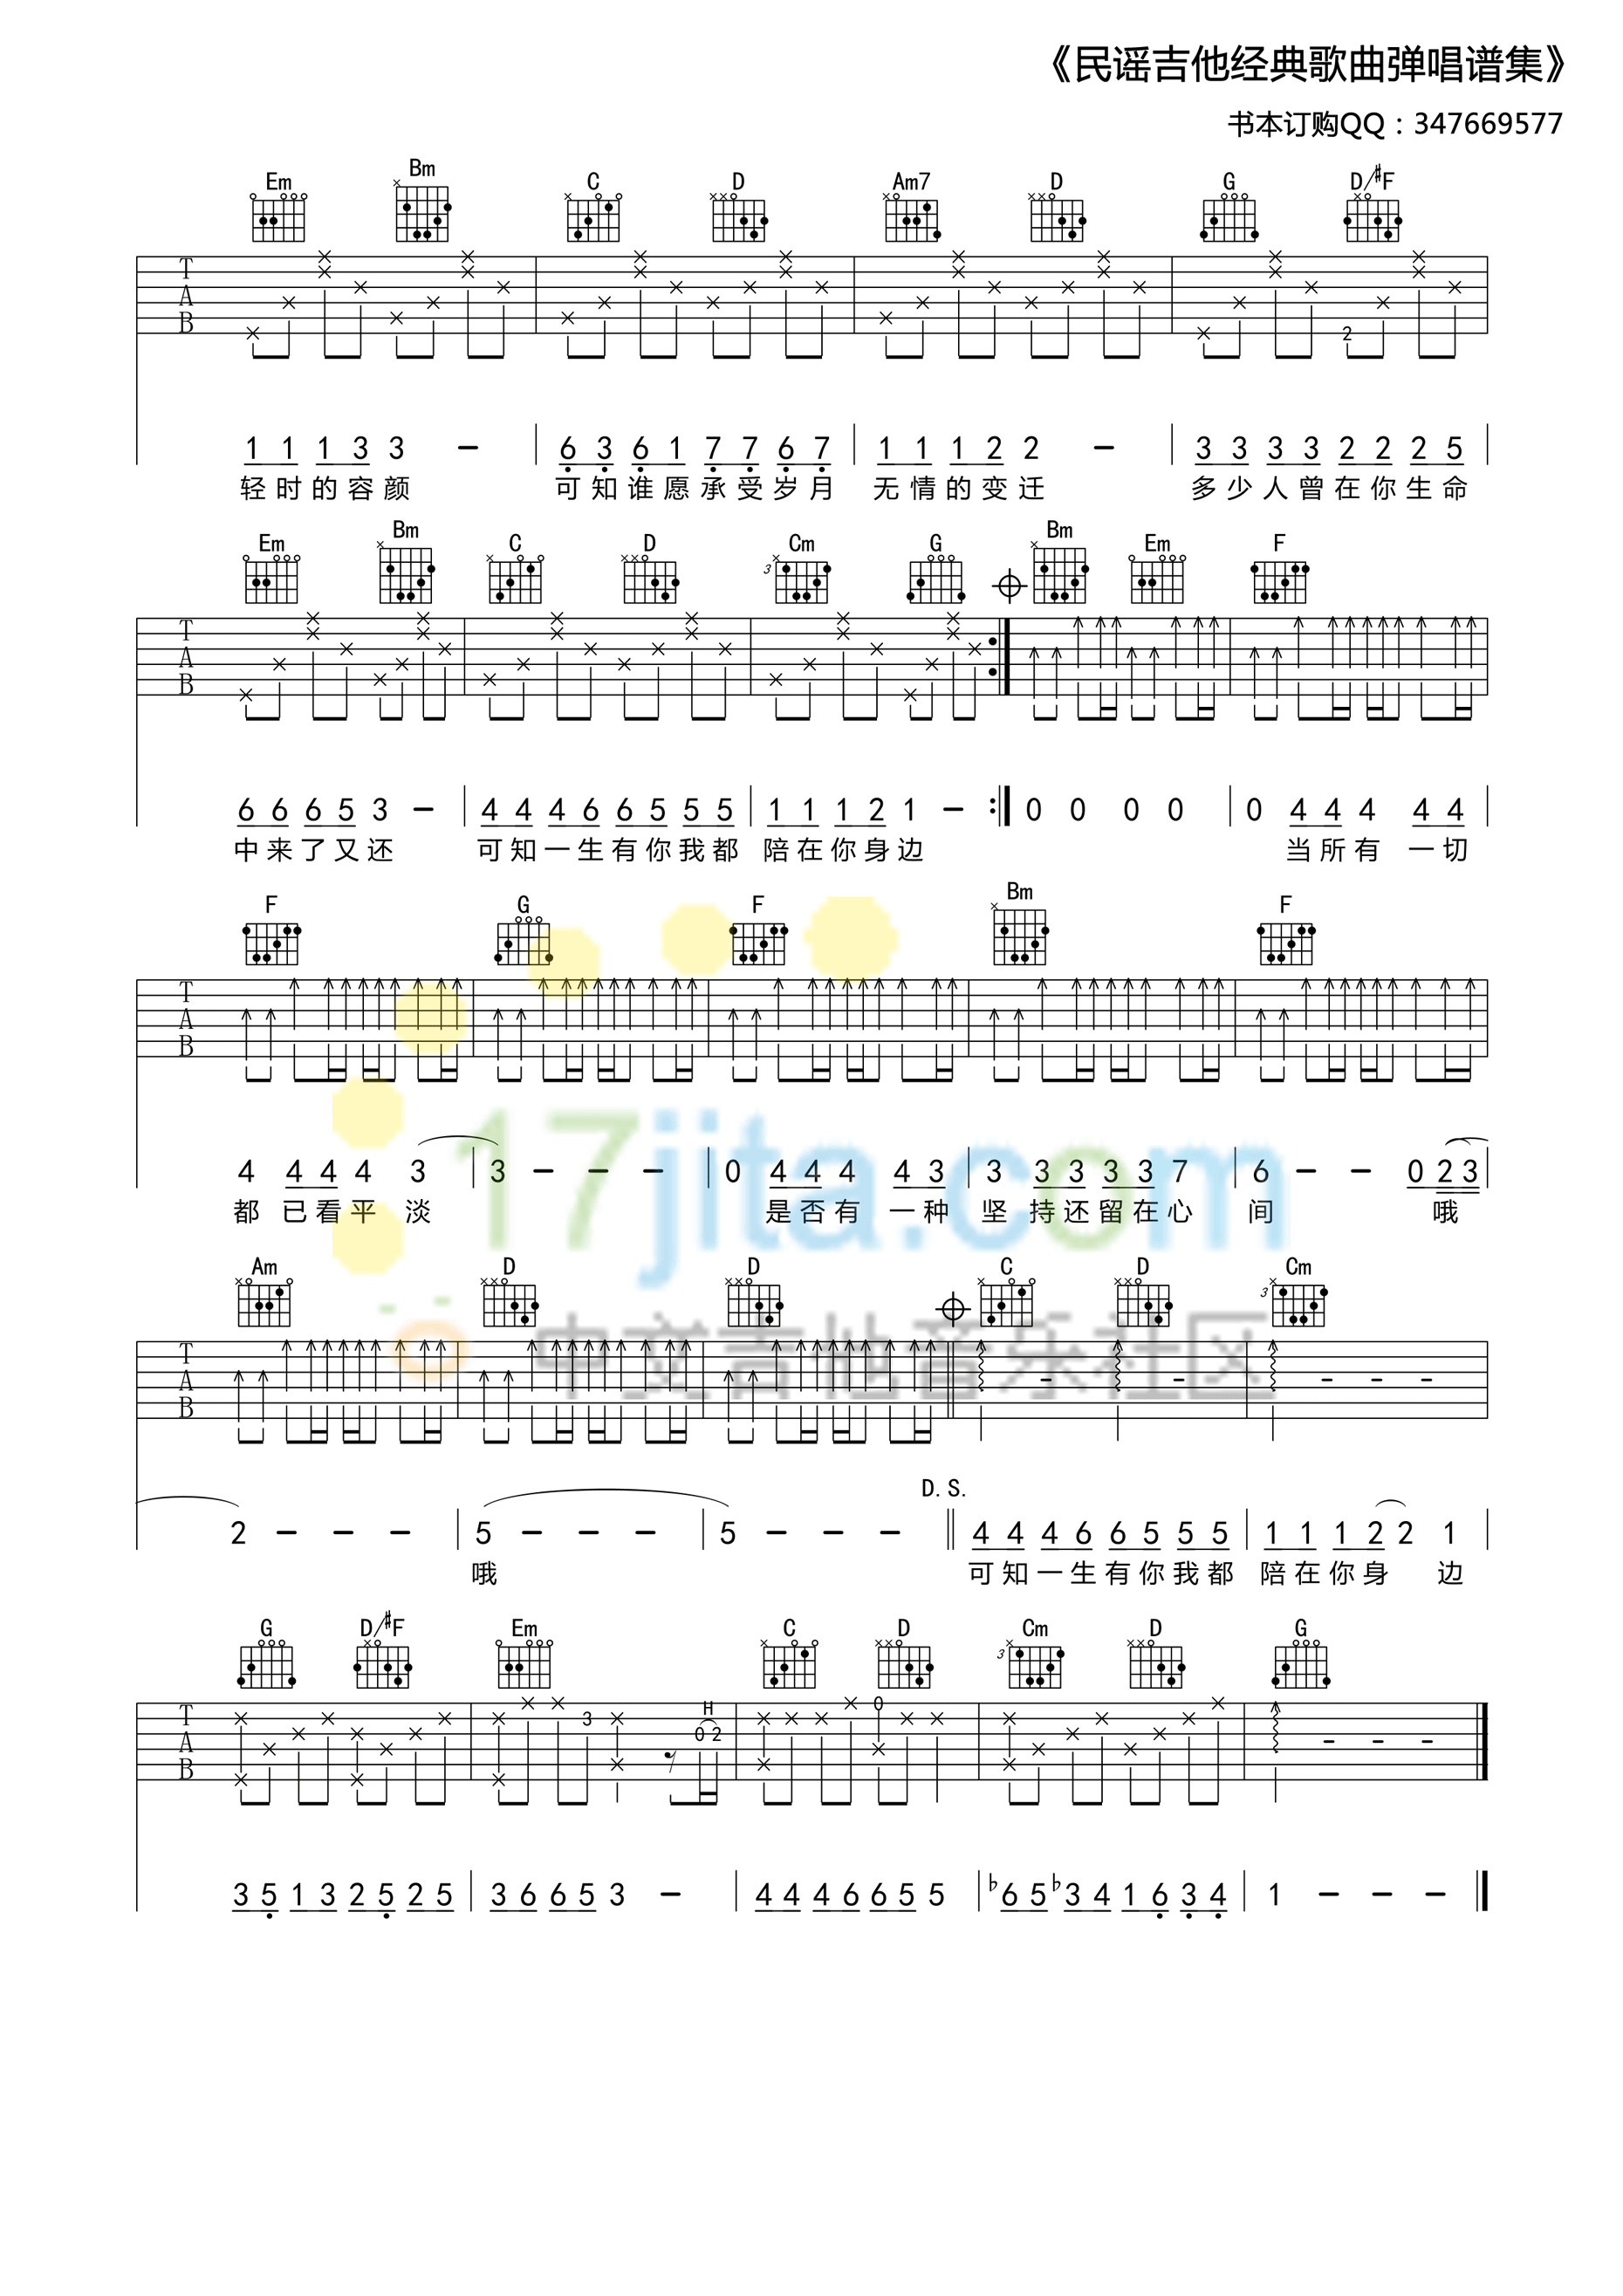 《民谣吉他经典歌曲弹唱谱集》
书本订购QQ：347669577
Em Bm C D Am7 D G D/#F
T
A
B
2
1 1 1 3 3 - | 6 3 6 1 7 7 6 7 | 1 1 1 2 2 - | 3 3 3 3 2 2 2 5 |
轻时的容颜 可知谁愿承受岁月 无情的变迁 多少人曾在你生命
Em Bm C D Cm G Bm Em F
3
T
A
B
6 6 6 5 3 - | 4 4 4 6 6 5 5 5 | 1 1 1 2 1 - :| 0 0 0 0 | 0 4 4 4 4 4 |
中来了又还 可知一生有你我都 陪在你身边 当所有一切
F G F Bm F
T
A
B
4 4 4 4 3 | 3 - - - | 0 4 4 4 4 3 | 3 3 3 3 3 7 | 6 - - 0 2 3 |
都已看平淡 是否有一种 坚持还留在心 间 哦
17jita.com
Am D D C D Cm
3
中文吉他音乐社区
T
A
B
D.S.
2 - - - | 5 - - - | 5 - - - || 4 4 4 6 6 5 5 5 | 1 1 1 2 2 1 |
哦 可知一生有你我都 陪在你身 边
G D/#F Em C D Cm D G
3
H
T
A
B
3 0 2 0
3 5 1 3 2 5 2 5 | 3 6 6 5 3 - | 4 4 4 6 6 5 5 | ♭6 5 ♭3 4 1 6 3 4 | 1 - - - ||